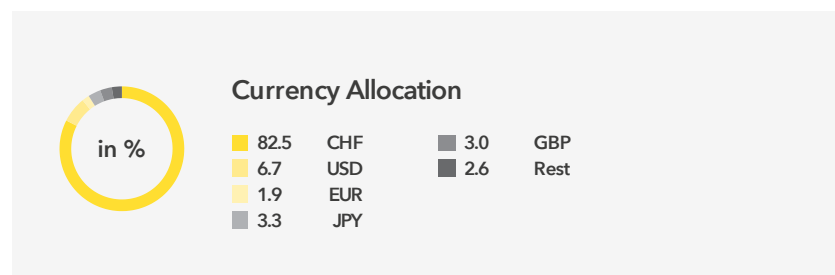 Currency Allocation
in %
82.5 CHF
6.7 USD
1.9 EUR
3.3 JPY
3.0 GBP
2.6 Rest